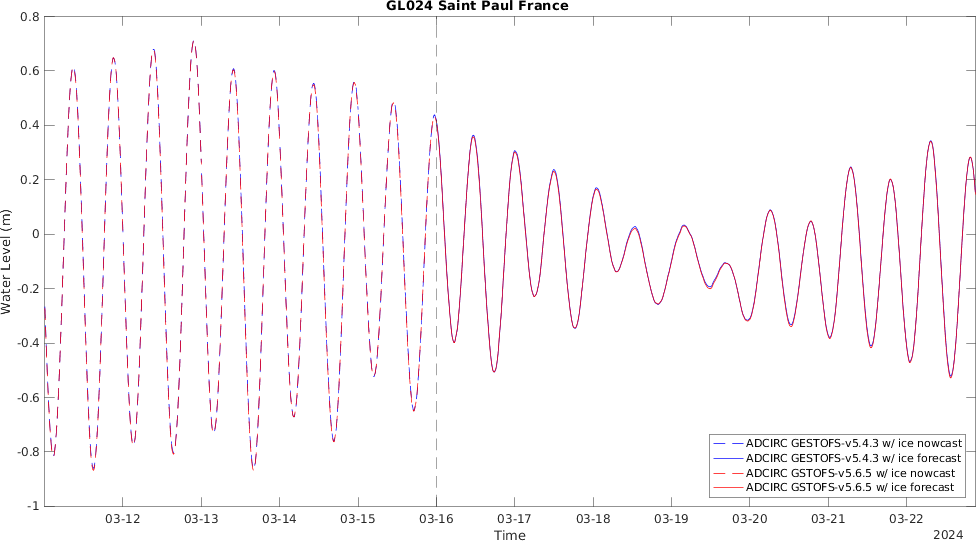 GL024 Saint Paul France
0.8
0.6
0.4
0.2
0
-0.2
-0.4
-0.6
-0.8
-1
Water Level (m)
ADCIRC GESTOFS-v5.4.3 w/ ice nowcast
ADCIRC GESTOFS-v5.4.3 w/ ice forecast
ADCIRC GSTOFS-v5.6.5 w/ ice nowcast
ADCIRC GSTOFS-v5.6.5 w/ ice forecast
03-12 03-13 03-14 03-15 03-16 03-17 03-18 03-19 03-20 03-21 03-22
Time
2024